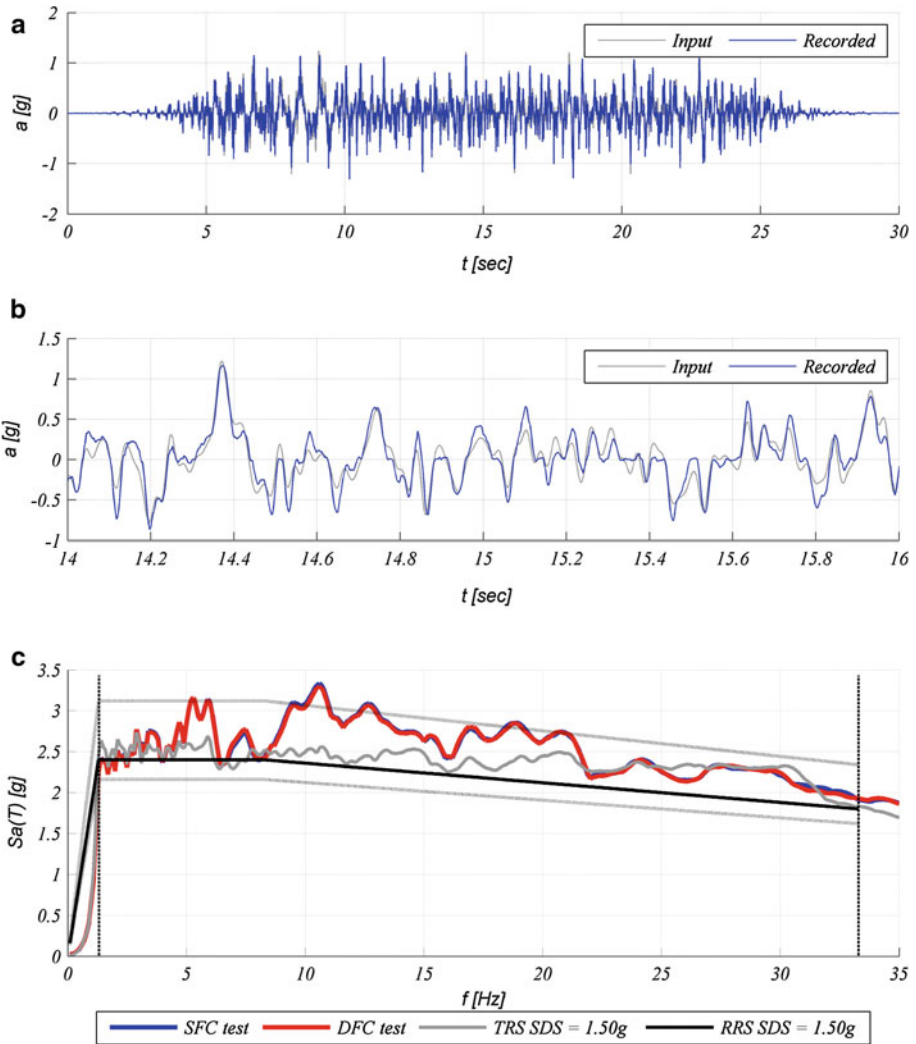 a
2
1
0
-1
-2
a [g]
Input Recorded
0 5 10 15 20 25 30
t [sec]
b
1.5
1
0.5
0
-0.5
-1
a [g]
Input Recorded
14 14.2 14.4 14.6 14.8 15 15.2 15.4 15.6 15.8 16
t [sec]
c
3.5
3
2.5
2
1.5
1
0.5
0
Sa(T) [g]
0 5 10 15 20 25 30 35
f [Hz]
SFC test DFC test TRS SDS = 1.50g RRS SDS = 1.50g